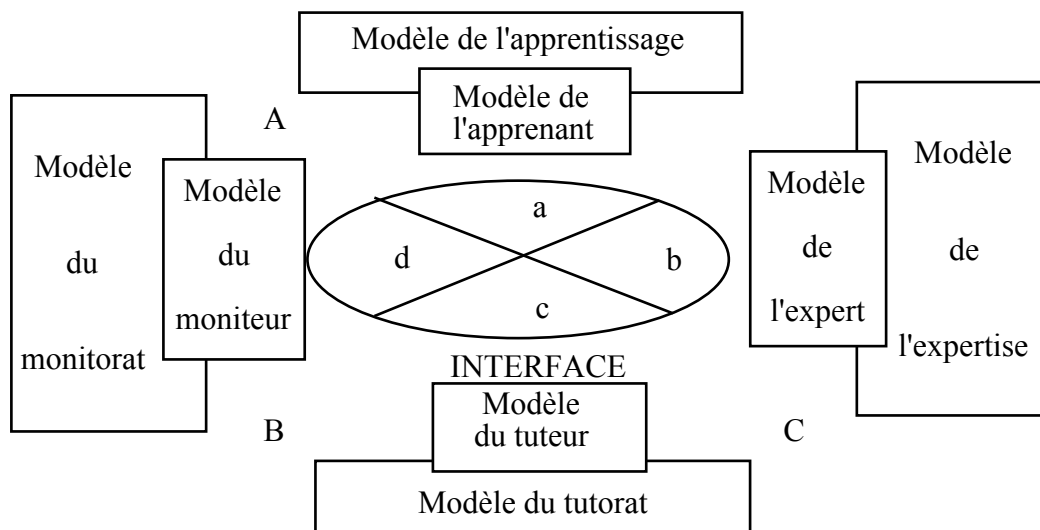 Modèle de l'apprentissage
Modèle de
l'apprenant
A
Modèle
du
monitorat
Modèle
du
moniteur
a
b
c
d
INTERFACE
Modèle
de
l'expert
Modèle
de
l'expertise
B
Modèle
du tuteur
C
Modèle du tutorat